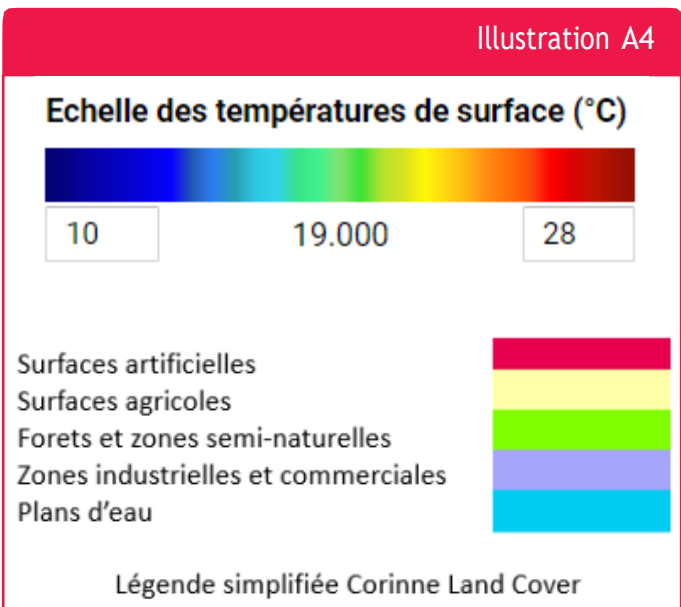 Illustration A4
Echelle des températures de surface (°C)
10 19.000 28
Surfaces artificielles
Surfaces agricoles
Forets et zones semi-naturelles
Zones industrielles et commerciales
Plans d'eau
Légende simplifiée Corinne Land Cover